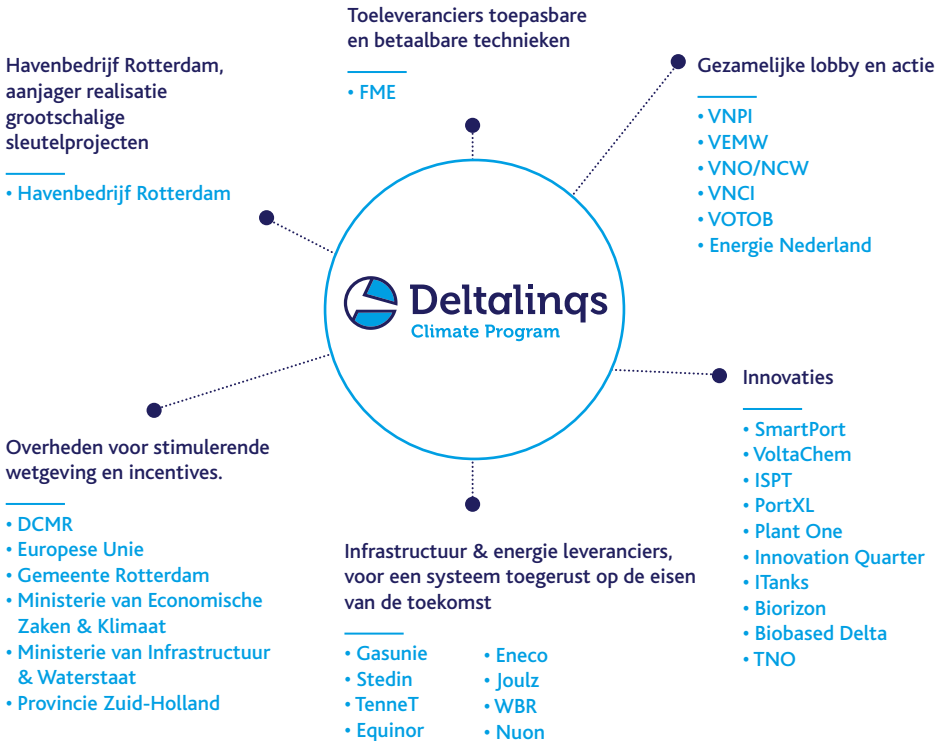 Toeleveranciers toepasbare
en betaalbare technieken
• FME
Havenbedrijf Rotterdam,
aanjager realisatie
grootschalige
sleutelprojecten
• Havenbedrijf Rotterdam
Gezamelijke lobby en actie
• VNPI
• VEMW
• VNO/NCW
• VNCI
• VOTOB
• Energie Nederland
Deltalinqs
Climate Program
Innovaties
• SmartPort
• VoltaChem
• ISPT
• PortXL
• Plant One
• Innovation Quarter
• ITanks
• Biorizon
• Biobased Delta
• TNO
Overheden voor stimulerende
wetgeving en incentives.
• DCMR
• Europese Unie
• Gemeente Rotterdam
• Ministerie van Economische
Zaken & Klimaat
• Ministerie van Infrastructuur
& Waterstaat
• Provincie Zuid-Holland
Infrastructuur & energie leveranciers,
voor een systeem toegerust op de eisen
van de toekomst
• Gasunie
• Stedin
• TenneT
• Equinor
• Eneco
• Joulz
• WBR
• Nuon